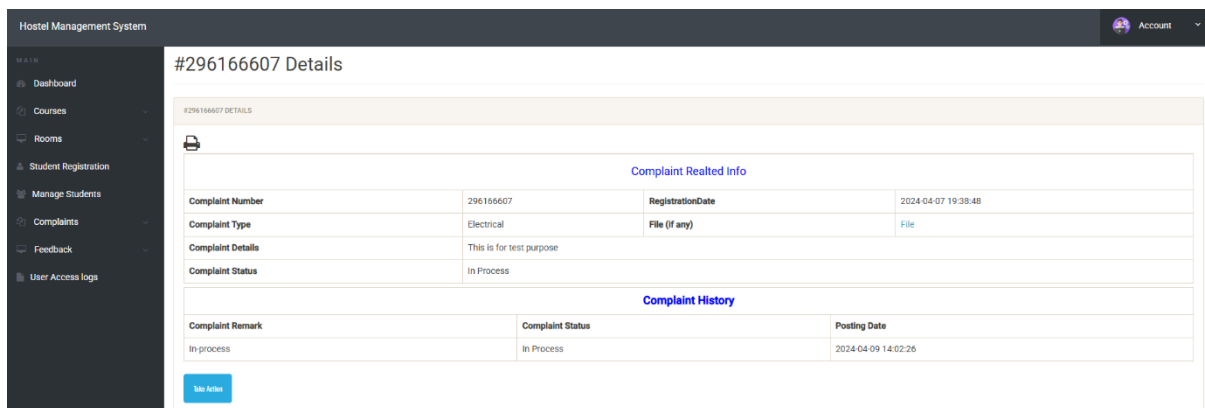 Hostel Management System
Account
MAIN
Dashboard
Courses
Rooms
Student Registration
Manage Students
Complaints
Feedback
User Access logs
#296166607 Details
#296166607 DETAILS
Complaint Realted Info
Complaint Number 296166607 RegistrationDate 2024-04-07 19:38:48
Complaint Type Electrical File (if any) File
Complaint Details This is for test purpose
Complaint Status In Process
Complaint History
Complaint Remark Complaint Status Posting Date
In-process In Process 2024-04-09 14:02:26
Take Action